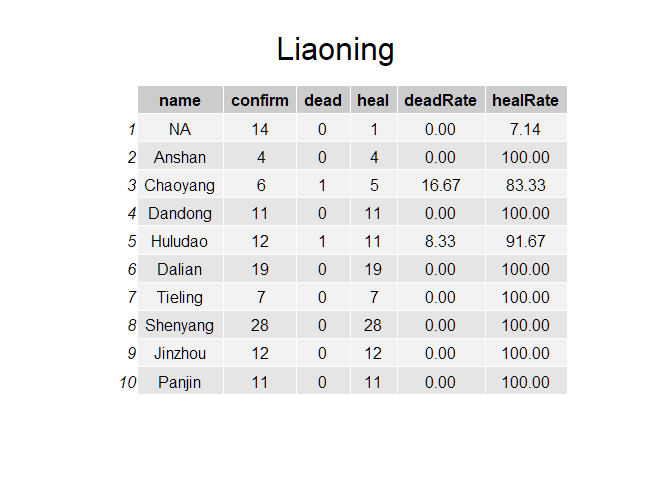 Liaoning
name confirm dead heal deadRate healRate
1 NA 14 0 1 0.00 7.14
2 Anshan 4 0 4 0.00 100.00
3 Chaoyang 6 1 5 16.67 83.33
4 Dandong 11 0 11 0.00 100.00
5 Huludao 12 1 11 8.33 91.67
6 Dalian 19 0 19 0.00 100.00
7 Tieling 7 0 7 0.00 100.00
8 Shenyang 28 0 28 0.00 100.00
9 Jinzhou 12 0 12 0.00 100.00
10 Panjin 11 0 11 0.00 100.00